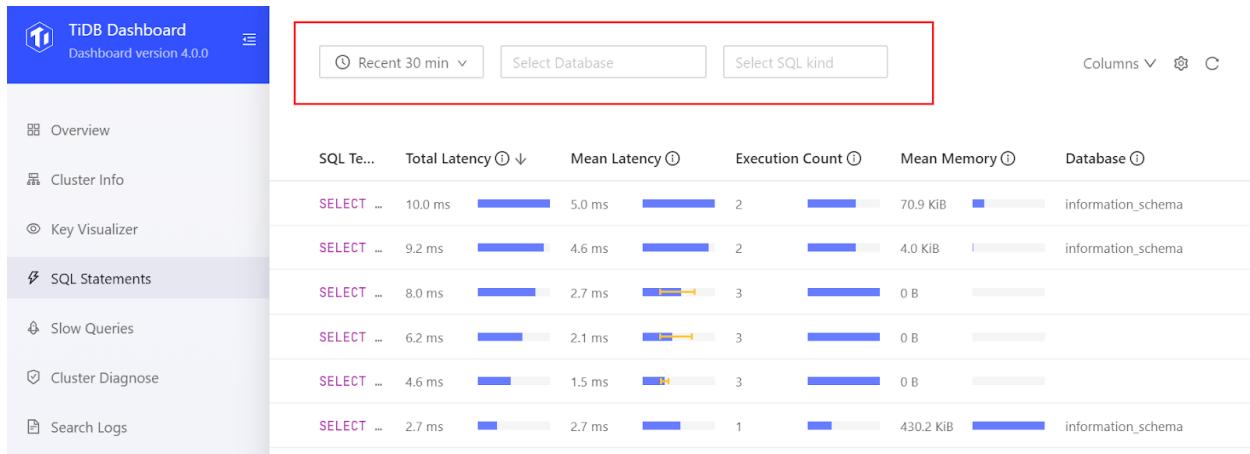 TiDB Dashboard
Dashboard version 4.0.0
Overview
Cluster Info
Key Visualizer
SQL Statements
Slow Queries
Cluster Diagnose
Search Logs
Recent 30 min Select Database Select SQL kind Columns
SQL Te... Total Latency Mean Latency Execution Count Mean Memory Database
SELECT … 10.0 ms 5.0 ms 2 70.9 KiB information_schema
SELECT … 9.2 ms 4.6 ms 2 4.0 KiB information_schema
SELECT … 8.0 ms 2.7 ms 3 0 B
SELECT … 6.2 ms 2.1 ms 3 0 B
SELECT … 4.6 ms 1.5 ms 3 0 B
SELECT … 2.7 ms 2.7 ms 1 430.2 KiB information_schema